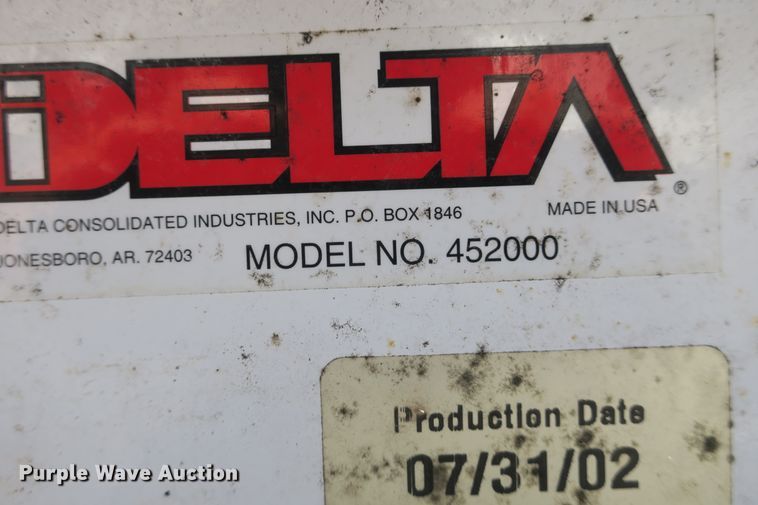 DELTA
®
DELTA CONSOLIDATED INDUSTRIES, INC. P.O. BOX 1846 MADE IN USA
JONESBORO, AR. 72403 MODEL NO. 452000
Production Date
07/31/02
Purple Wave Auction